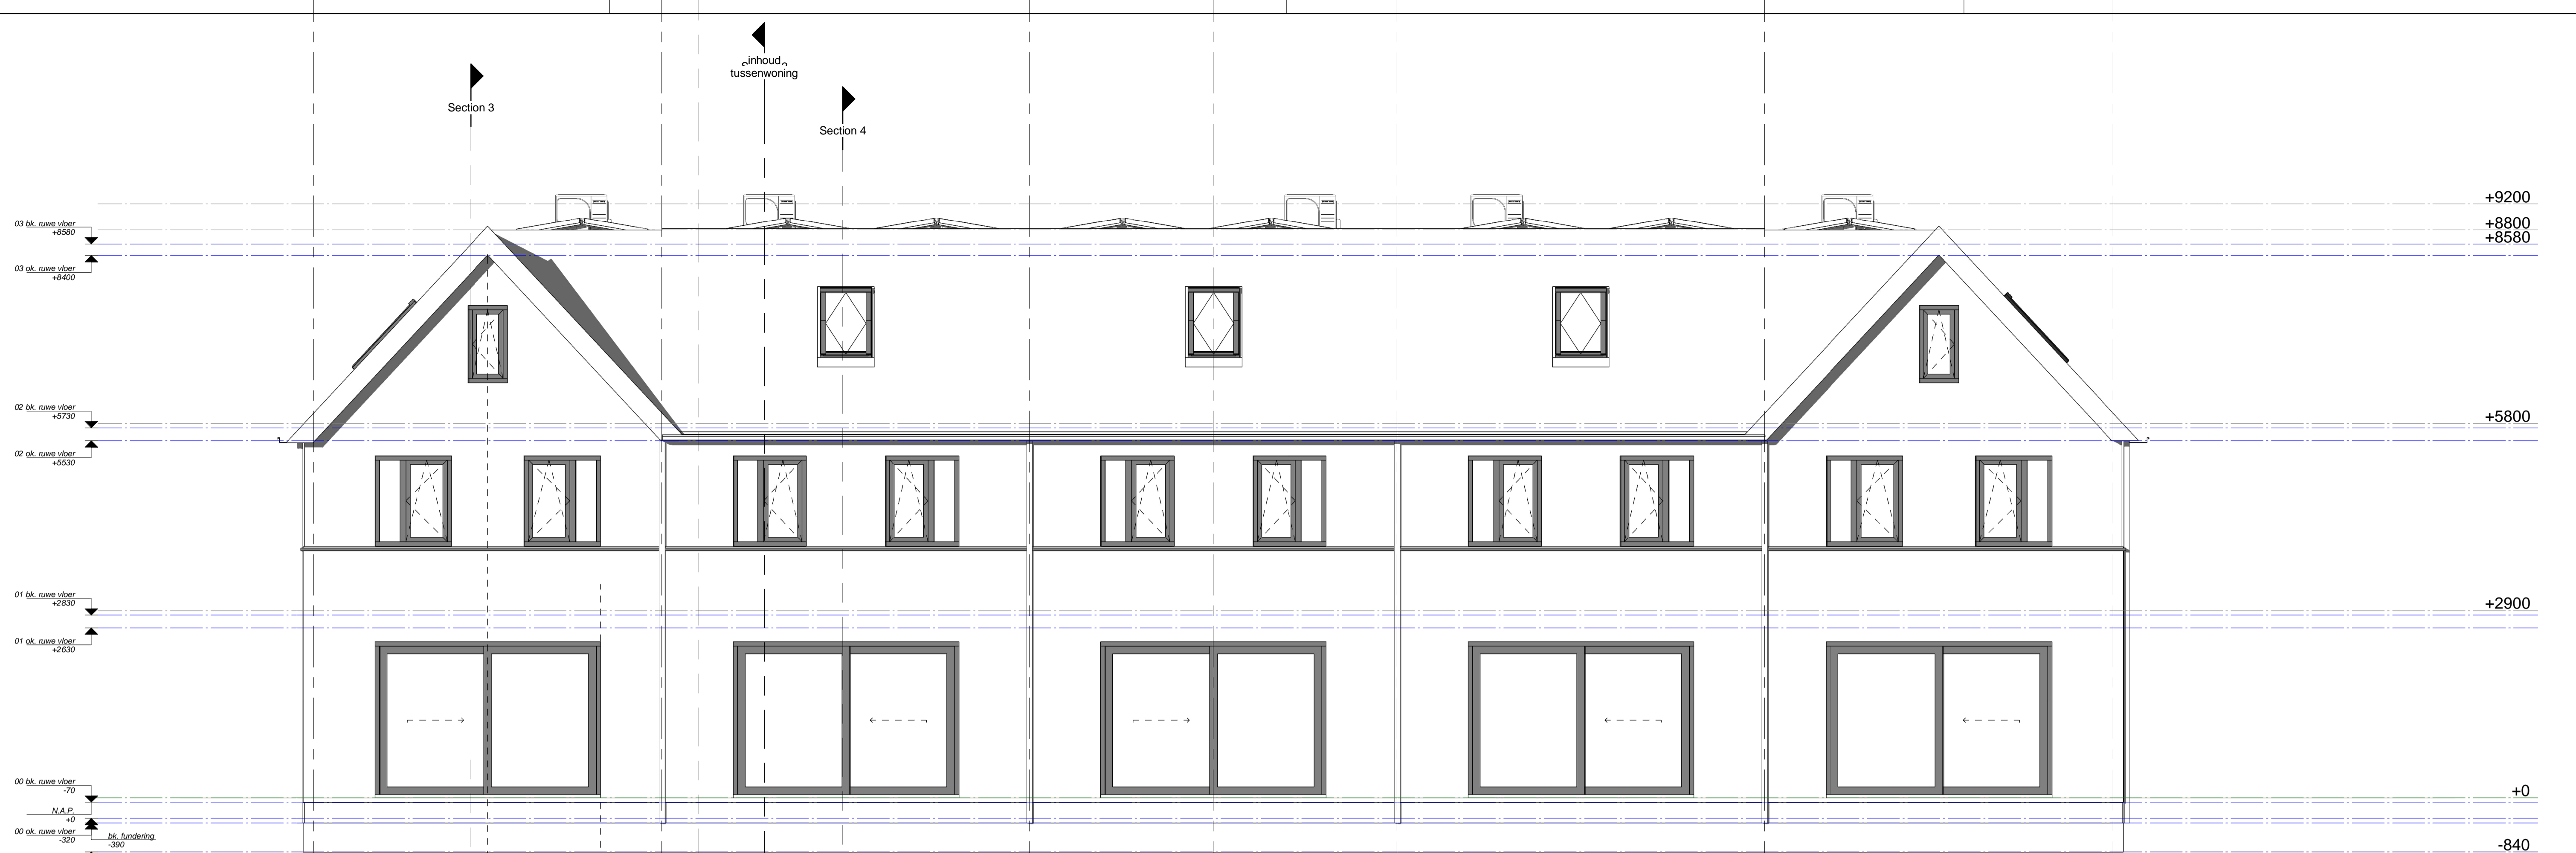 inhoud
tussenwoning
Section 3
Section 4
+9200
03 bk. ruwe vloer
+8580
+8800
+8580
03 ok. ruwe vloer
+8400
02 bk. ruwe vloer
+5730
+5800
02 ok. ruwe vloer
+5530
01 bk. ruwe vloer
+2830
+2900
01 ok. ruwe vloer
+2630
00 bk. ruwe vloer
-70
+0
N.A.P.
+0
00 ok. ruwe vloer
-320
bk. fundering
-390
-840